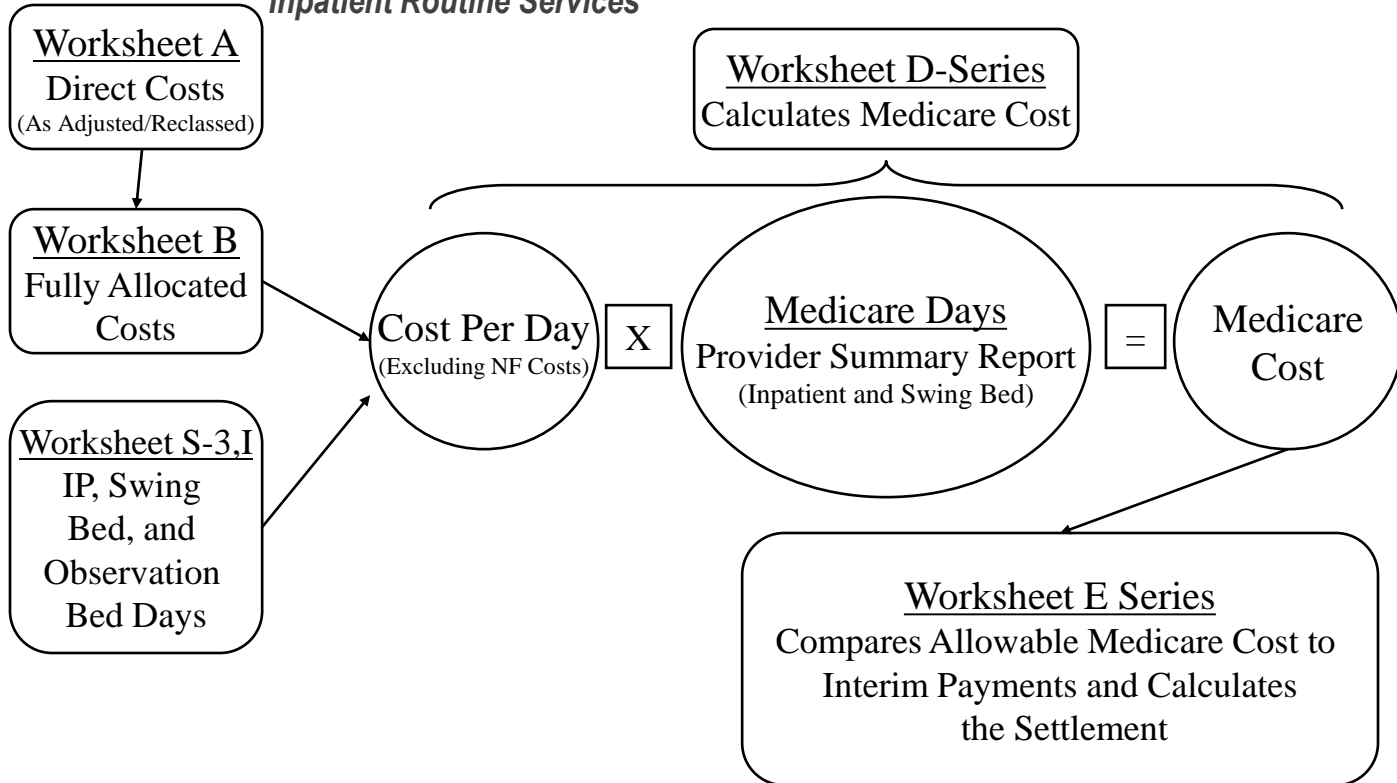 Inpatient Routine Services
Worksheet A
Direct Costs
(As Adjusted/Reclassed)
Worksheet D-Series
Calculates Medicare Cost
Worksheet B
Fully Allocated
Costs
Cost Per Day
(Excluding NF Costs)
X
Medicare Days
Provider Summary Report
(Inpatient and Swing Bed)
=
Medicare
Cost
Worksheet S-3,I
IP, Swing
Bed, and
Observation
Bed Days
Worksheet E Series
Compares Allowable Medicare Cost to
Interim Payments and Calculates
the Settlement